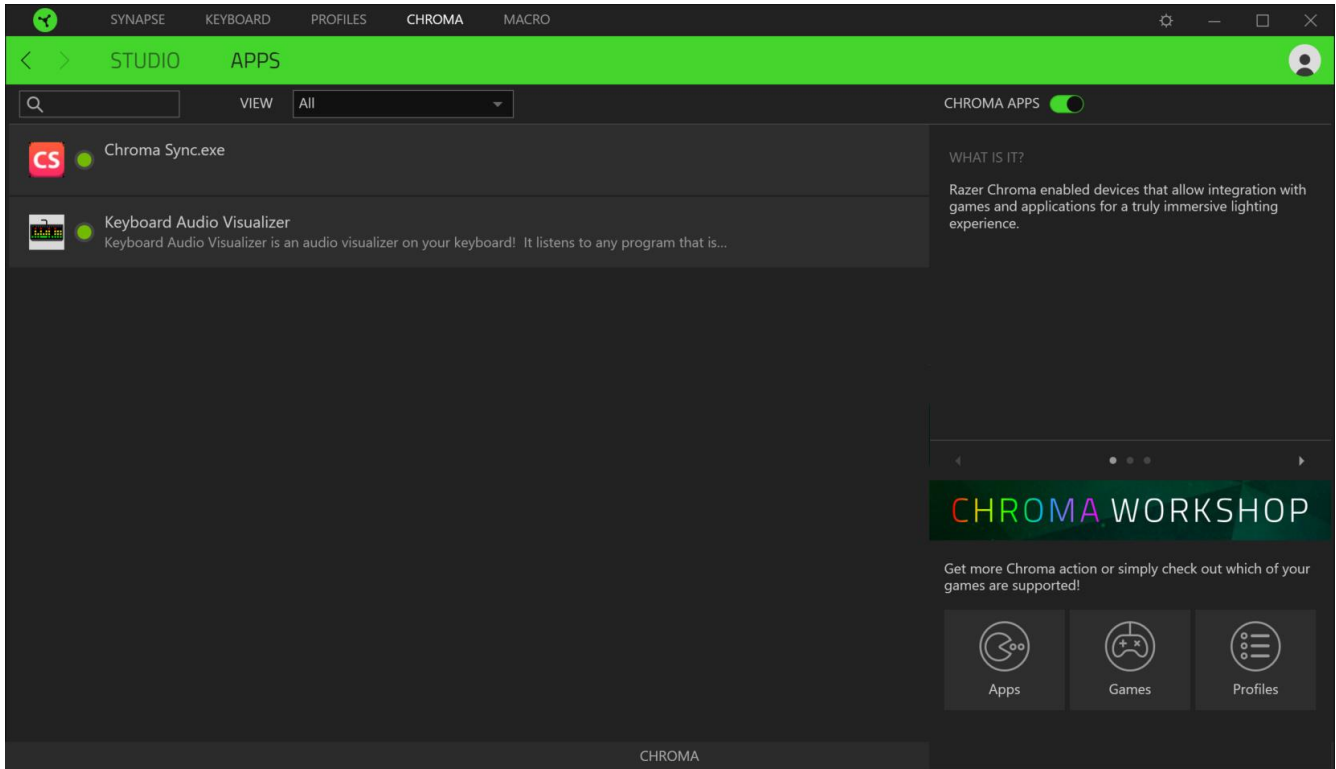 SYNAPSE KEYBOARD PROFILES CHROMA MACRO
STUDIO APPS
VIEW All
CHROMA APPS
CS Chroma Sync.exe
Keyboard Audio Visualizer
Keyboard Audio Visualizer is an audio visualizer on your keyboard! It listens to any program that is...
WHAT IS IT?
Razer Chroma enabled devices that allow integration with
games and applications for a truly immersive lighting
experience.
CHROMA WORKSHOP
Get more Chroma action or simply check out which of your
games are supported!
Apps Games Profiles
CHROMA